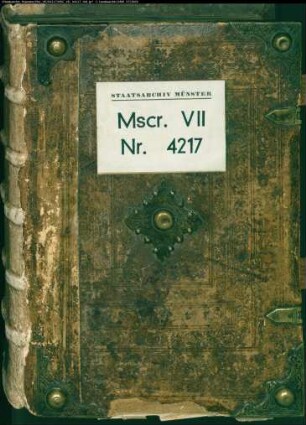 STAATSARCHIV MÜNSTER
Mscr. VII
Nr. 4217